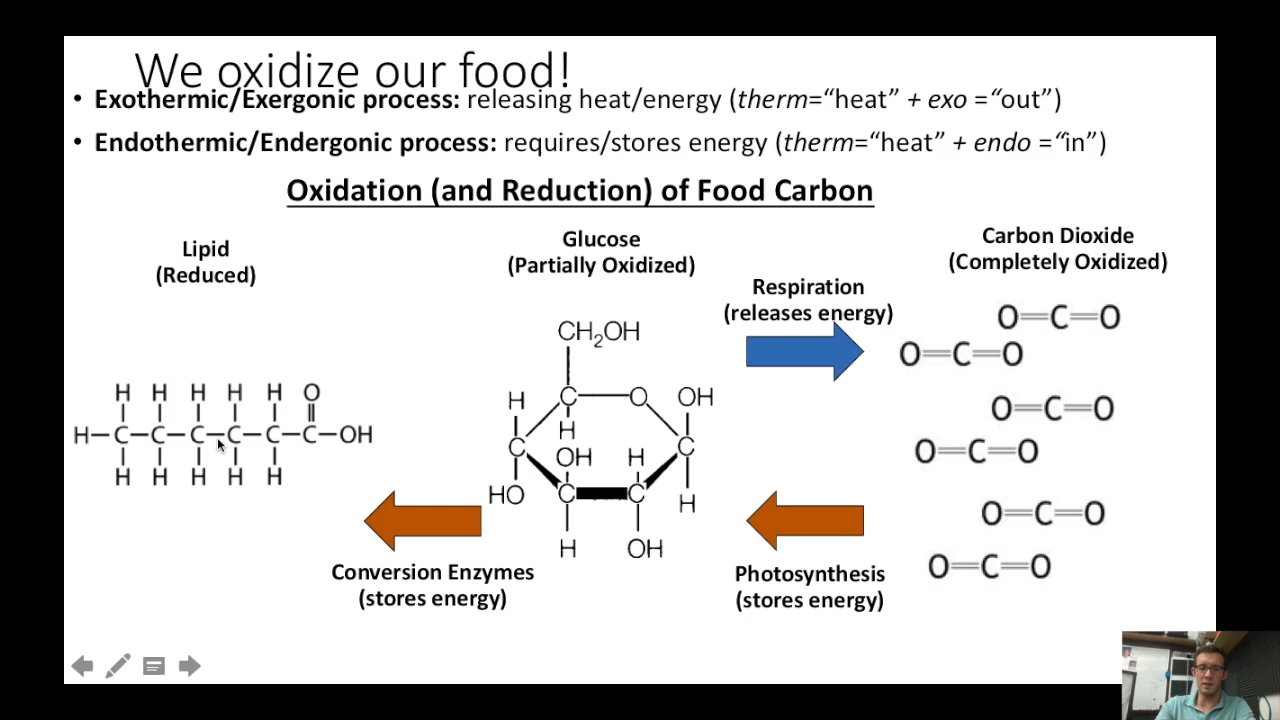 We oxidize our food!
• Exothermic/Exergonic process: releasing heat/energy (therm=“heat” + exo =“out”)
• Endothermic/Endergonic process: requires/stores energy (therm=“heat” + endo =“in”)
Oxidation (and Reduction) of Food Carbon
Lipid
(Reduced)
H H H H H O
H–C–C–C–C–C–C–OH
H H H H H
Glucose
(Partially Oxidized)
CH₂OH
H C O OH
H
C OH H C
HO C C H
H OH
Respiration
(releases energy)
Carbon Dioxide
(Completely Oxidized)
O=C=O
O=C=O
O=C=O
O=C=O
O=C=O
O=C=O
Conversion Enzymes
(stores energy)
Photosynthesis
(stores energy)